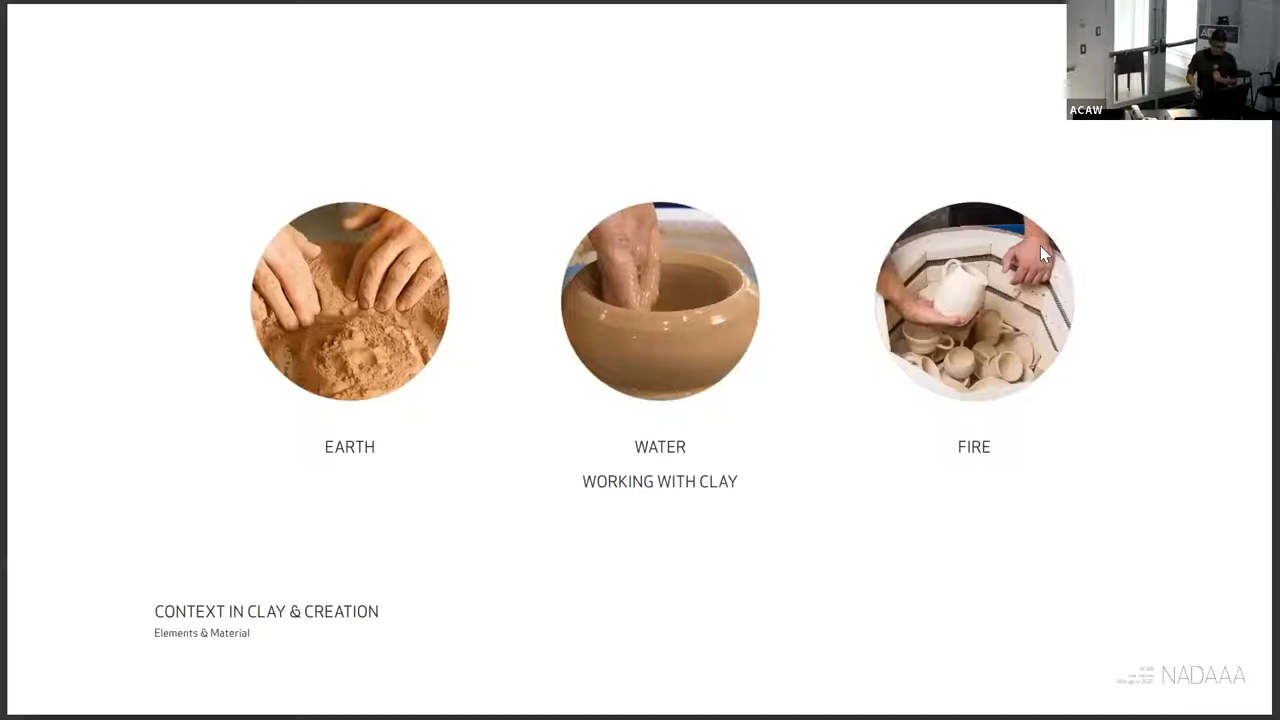 ACAW
EARTH
WATER
FIRE
WORKING WITH CLAY
CONTEXT IN CLAY & CREATION
Elements & Material
NADAAA